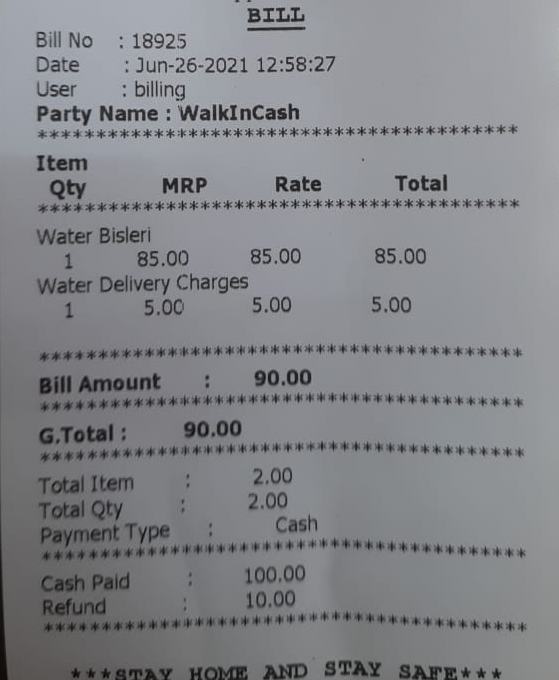 BILL
Bill No : 18925
Date : Jun-26-2021 12:58:27
User : billing
Party Name : WalkInCash
*****************************************
Item
Qty MRP Rate Total
*****************************************
Water Bisleri
1 85.00 85.00 85.00
Water Delivery Charges
1 5.00 5.00 5.00
*****************************************
Bill Amount : 90.00
*****************************************
G.Total : 90.00
*****************************************
Total Item : 2.00
Total Qty : 2.00
Payment Type : Cash
*****************************************
Cash Paid : 100.00
Refund : 10.00
*****************************************
***STAY HOME AND STAY SAFE***